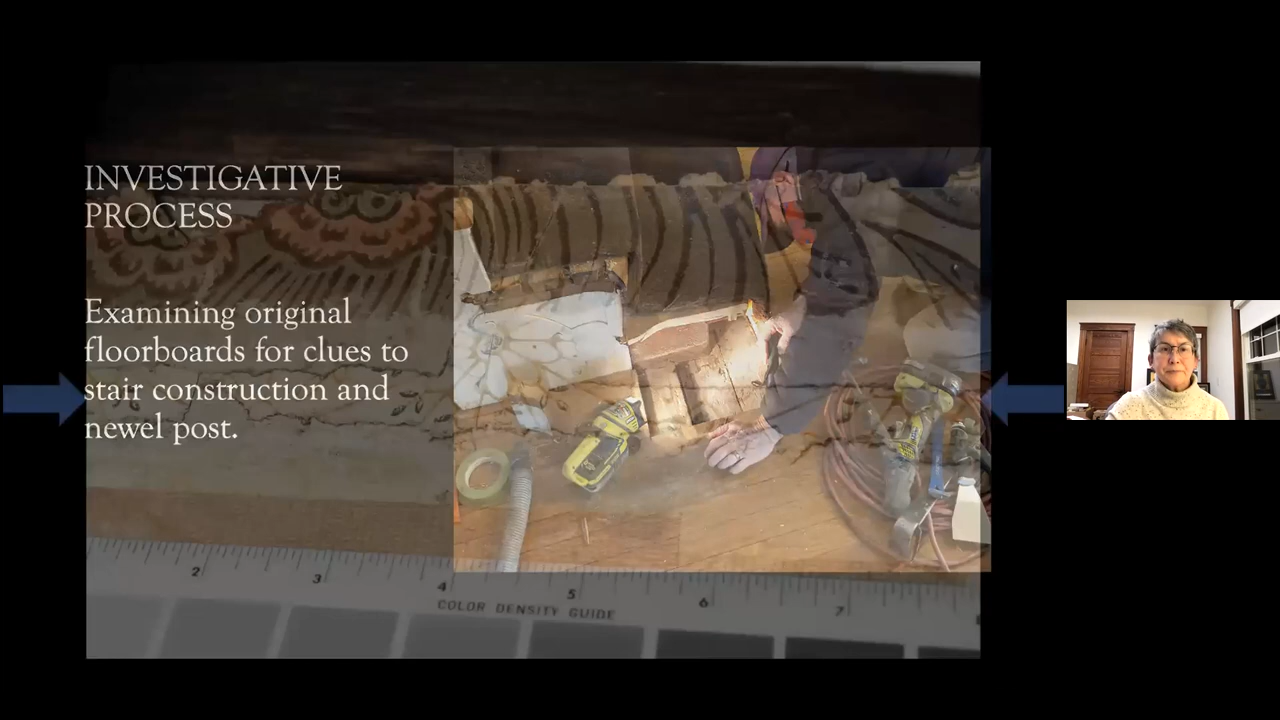 INVESTIGATIVE
PROCESS
Examining original
floorboards for clues to
stair construction and
newel post.
2 3 4 5 6 7
COLOR DENSITY GUIDE